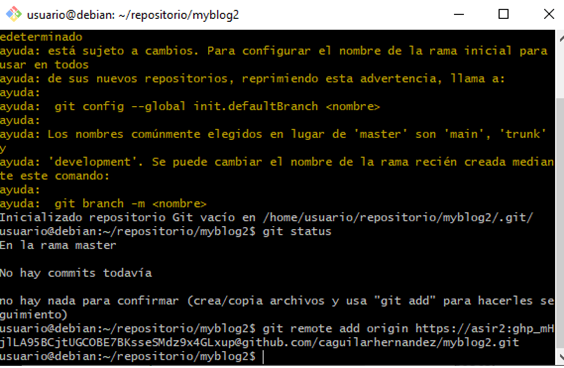 usuario@debian: ~/repositorio/myblog2
edeterminado
ayuda: está sujeto a cambios. Para configurar el nombre de la rama inicial para
usar en todos
ayuda: de sus nuevos repositorios, reprimiendo esta advertencia, llama a:
ayuda:
ayuda:  git config --global init.defaultBranch <nombre>
ayuda:
ayuda: Los nombres comúnmente elegidos en lugar de 'master' son 'main', 'trunk'
y
ayuda: 'development'. Se puede cambiar el nombre de la rama recién creada median
te este comando:
ayuda:
ayuda:  git branch -m <nombre>
Inicializado repositorio Git vacío en /home/usuario/repositorio/myblog2/.git/
usuario@debian:~/repositorio/myblog2$ git status
En la rama master
No hay commits todavía
no hay nada para confirmar (crea/copia archivos y usa "git add" para hacerles se
guimiento)
usuario@debian:~/repositorio/myblog2$ git remote add origin https://asir2:ghp_mH
jlLA95BCjtUGCOBE7BKsseSMdz9x4GLxup@github.com/caguilarhernandez/myblog2.git
usuario@debian:~/repositorio/myblog2$